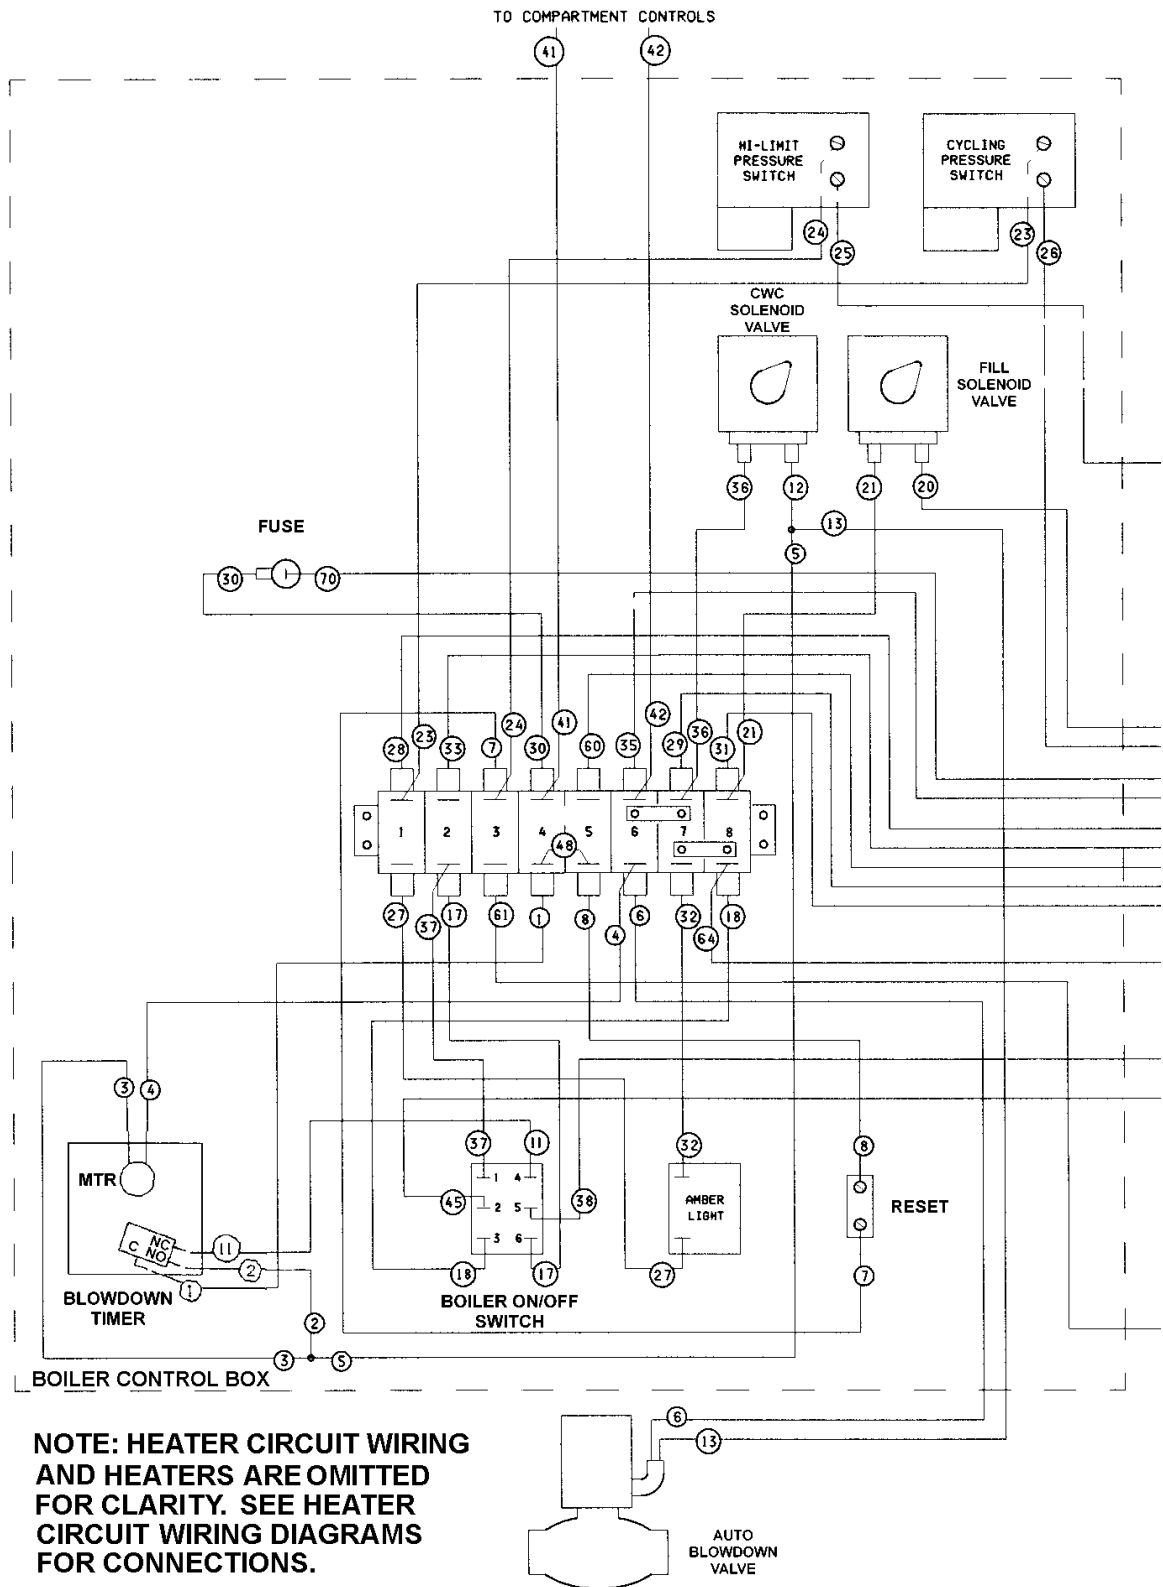 TO COMPARTMENT CONTROLS
41
42
HI-LIMIT
PRESSURE
SWITCH
CYCLING
PRESSURE
SWITCH
24
25
23
26
CWC
SOLENOID
VALVE
FILL
SOLENOID
VALVE
36
12
21
20
FUSE
13
5
30
70
28
23
33
7
24
30
41
60
35
42
29
36
31
21
1
2
3
4
5
6
7
8
48
27
37
17
61
1
8
4
6
32
64
18
3
4
MTR
NC
NO
C
11
2
1
BLOWDOWN
TIMER
37
11
1 4
2 5
3 6
45
38
18
17
BOILER ON/OFF
SWITCH
32
AMBER
LIGHT
27
8
RESET
7
2
3
5
BOILER CONTROL BOX
6
13
NOTE: HEATER CIRCUIT WIRING
AND HEATERS ARE OMITTED
FOR CLARITY. SEE HEATER
CIRCUIT WIRING DIAGRAMS
FOR CONNECTIONS.
AUTO
BLOWDOWN
VALVE